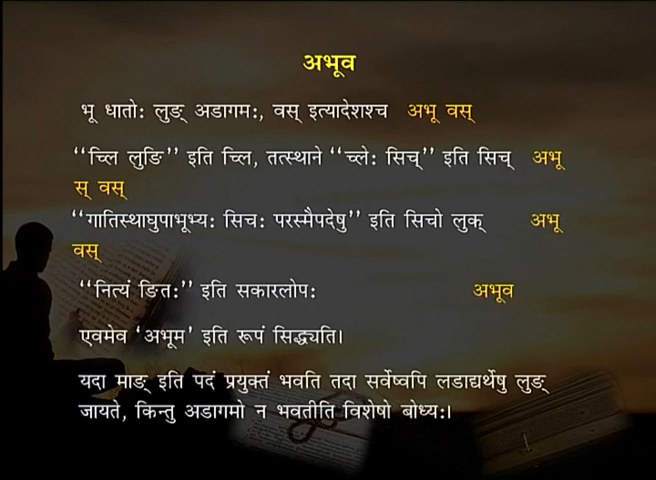 अभूव
भू धातोः लुङ् अडागमः, वस् इत्यादेशश्च अभू वस्
“च्लि लुङि” इति च्लि, तत्स्थाने “च्लेः सिच्” इति सिच् अभू
स् वस्
“गातिस्थाघुपाभूभ्यः सिचः परस्मैपदेषु” इति सिचो लुक् अभू
वस्
“नित्यं ङितः” इति सकारलोपः अभूव
एवमेव ‘अभूम’ इति रूपं सिद्ध्यति।
यदा माङ् इति पदं प्रयुक्तं भवति तदा सर्वेष्वपि लडाद्यर्थेषु लुङ्
जायते, किन्तु अडागमो न भवतीति विशेषो बोध्यः।